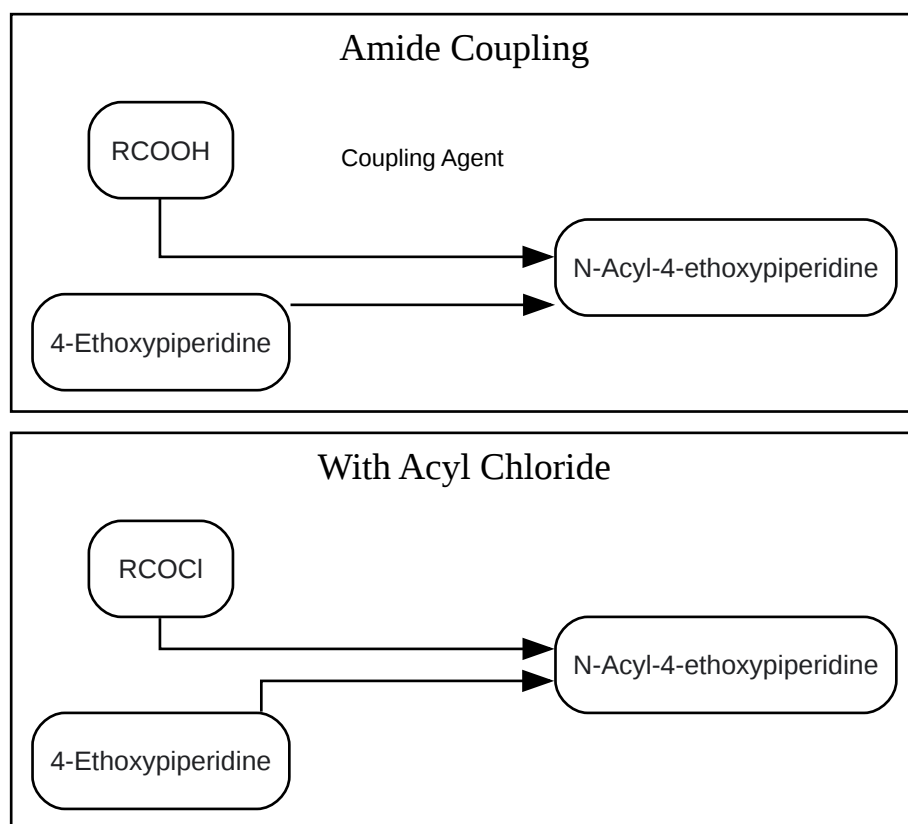 Amide Coupling
RCOOH
Coupling Agent
N-Acyl-4-ethoxypiperidine
4-Ethoxypiperidine
With Acyl Chloride
RCOCl
N-Acyl-4-ethoxypiperidine
4-Ethoxypiperidine